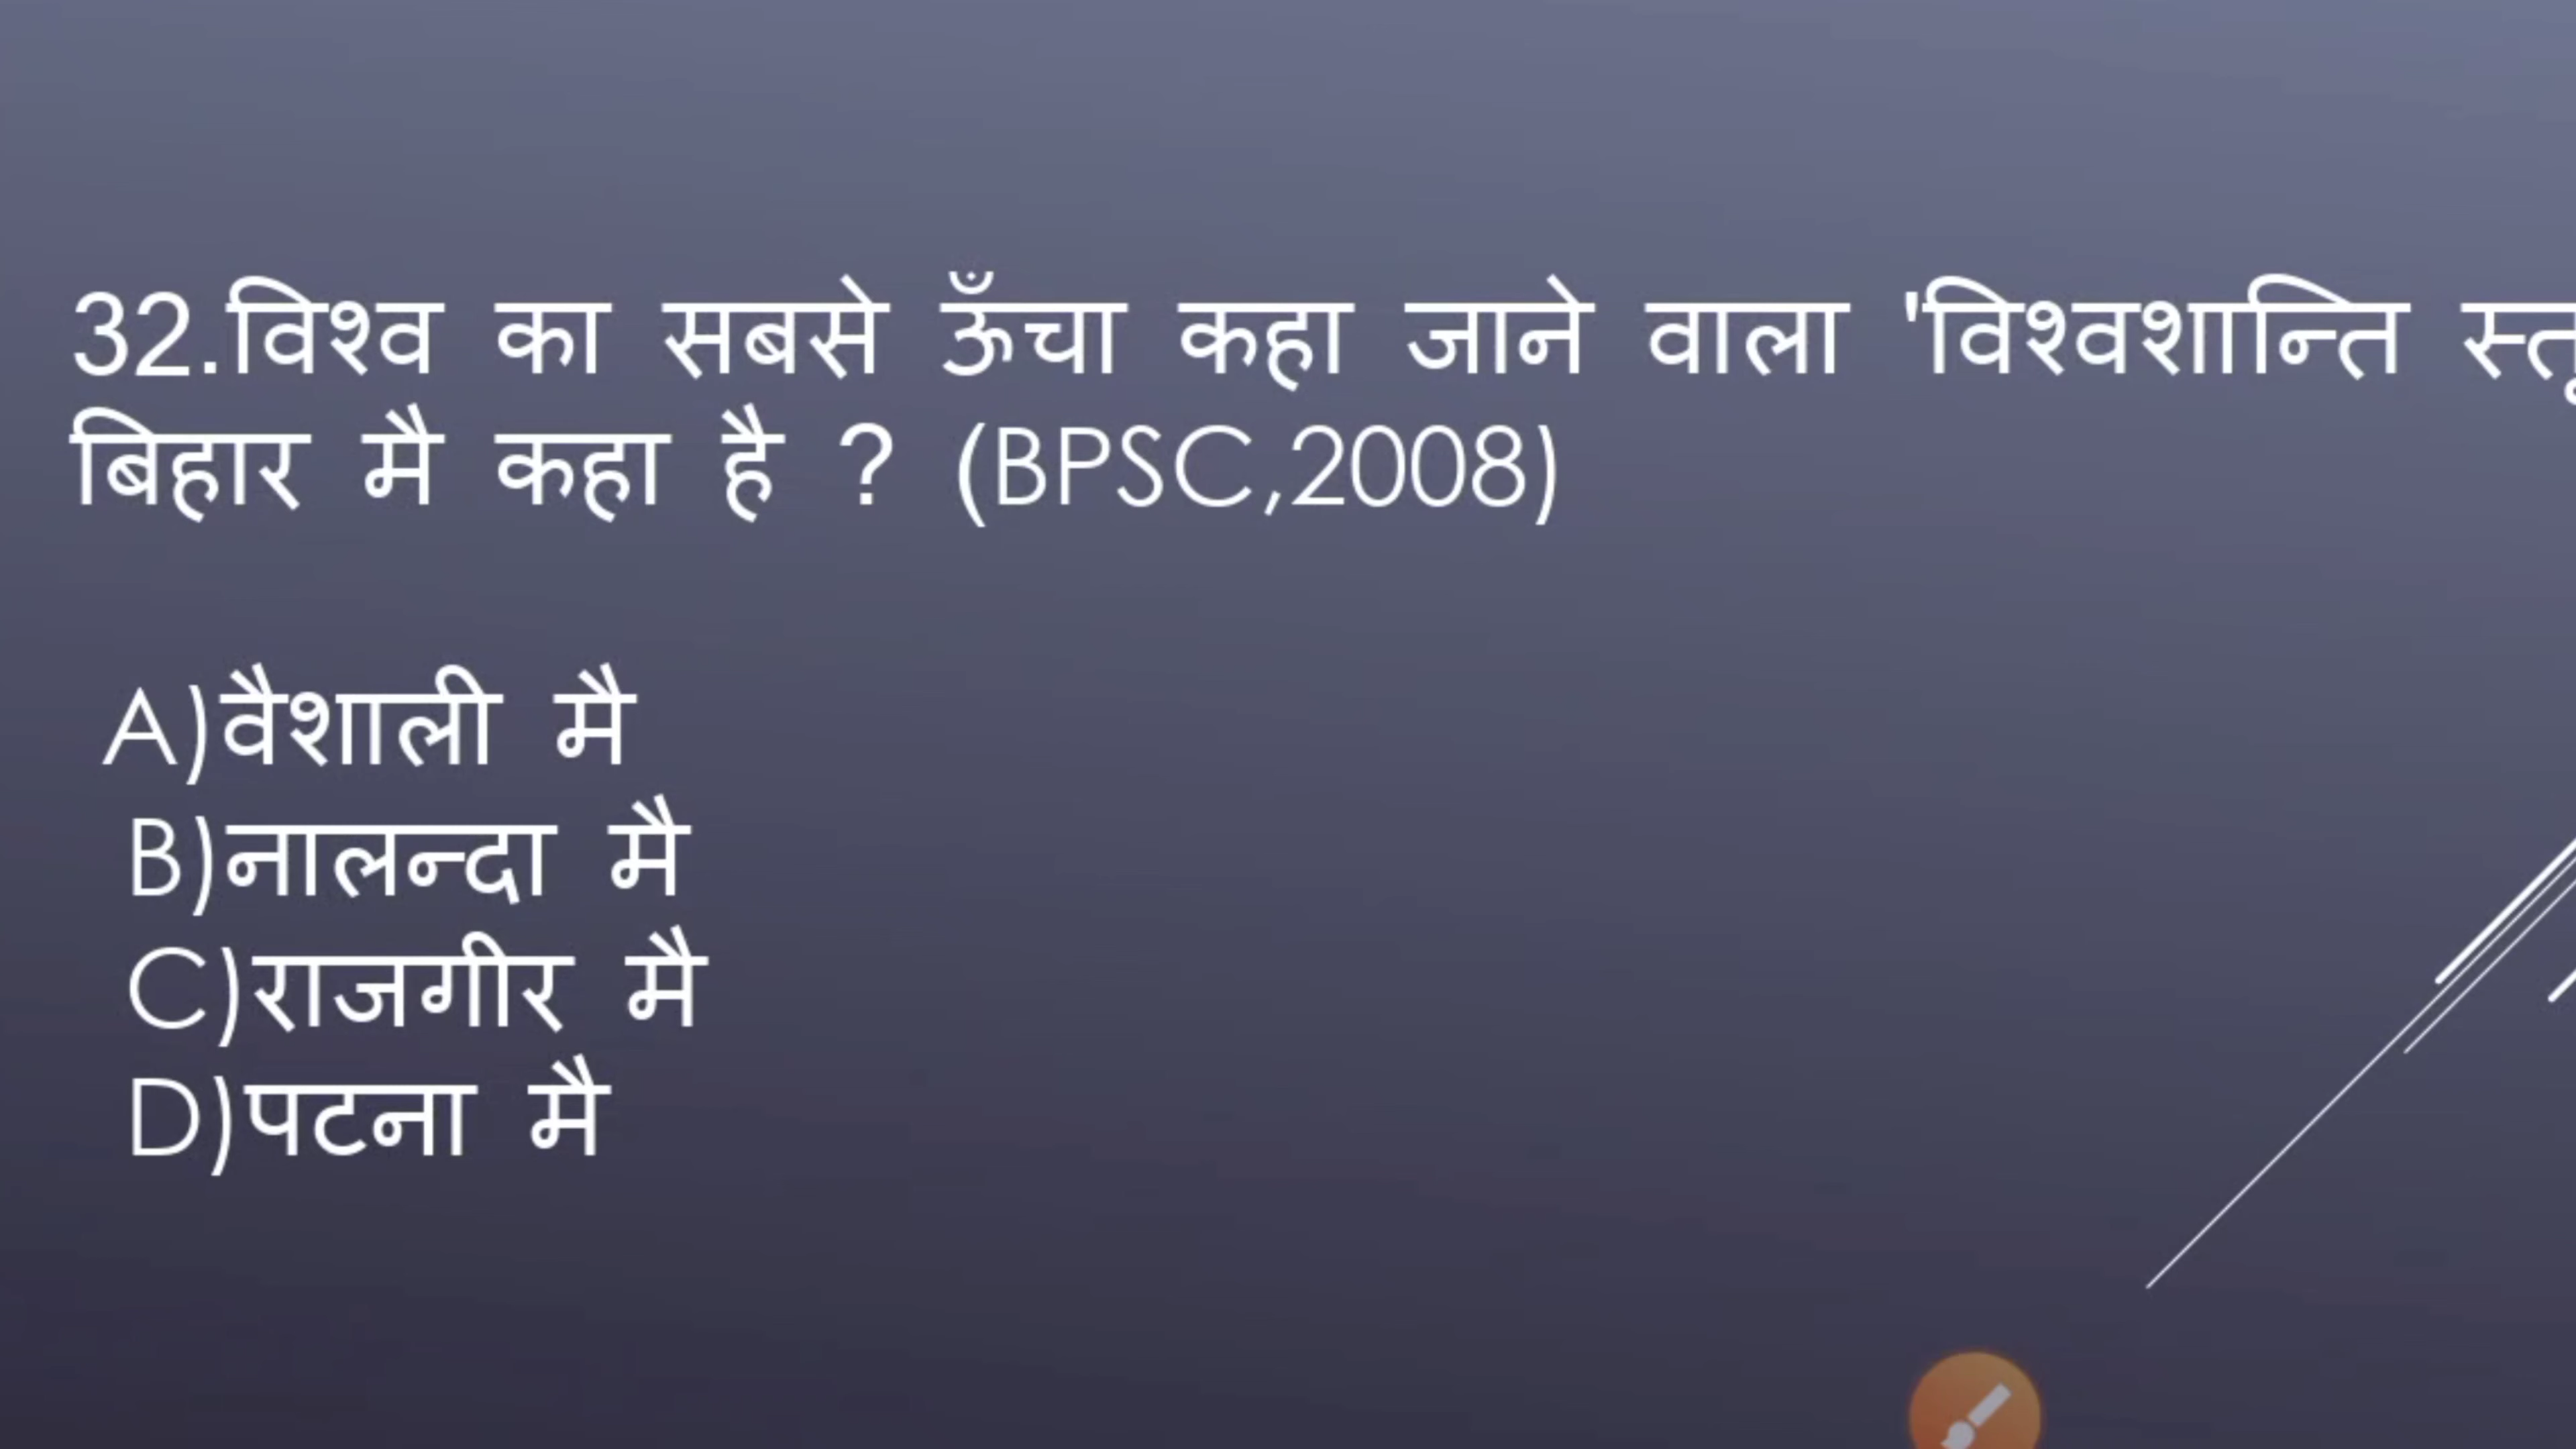 32.विश्व का सबसे ऊँचा कहा जाने वाला 'विश्वशान्ति
बिहार मै कहा है ? (BPSC,2008)
A)वैशाली मै
B)नालन्दा मै
C)राजगीर मै
D)पटना मै